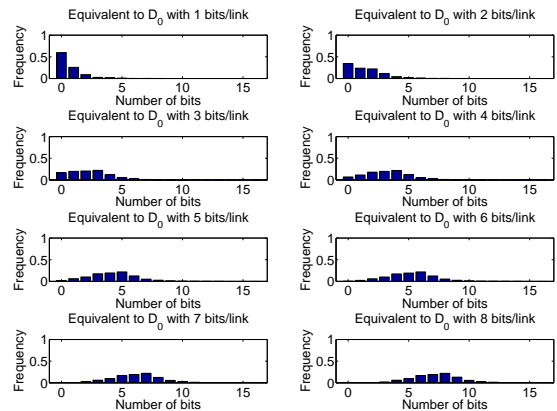 Equivalent to D0 with 1 bits/link
Frequency
1
0.5
0
0 5 10 15
Number of bits
Equivalent to D0 with 2 bits/link
Frequency
1
0.5
0
0 5 10 15
Number of bits
Equivalent to D0 with 3 bits/link
Frequency
1
0.5
0
0 5 10 15
Number of bits
Equivalent to D0 with 4 bits/link
Frequency
1
0.5
0
0 5 10 15
Number of bits
Equivalent to D0 with 5 bits/link
Frequency
1
0.5
0
0 5 10 15
Number of bits
Equivalent to D0 with 6 bits/link
Frequency
1
0.5
0
0 5 10 15
Number of bits
Equivalent to D0 with 7 bits/link
Frequency
1
0.5
0
0 5 10 15
Number of bits
Equivalent to D0 with 8 bits/link
Frequency
1
0.5
0
0 5 10 15
Number of bits